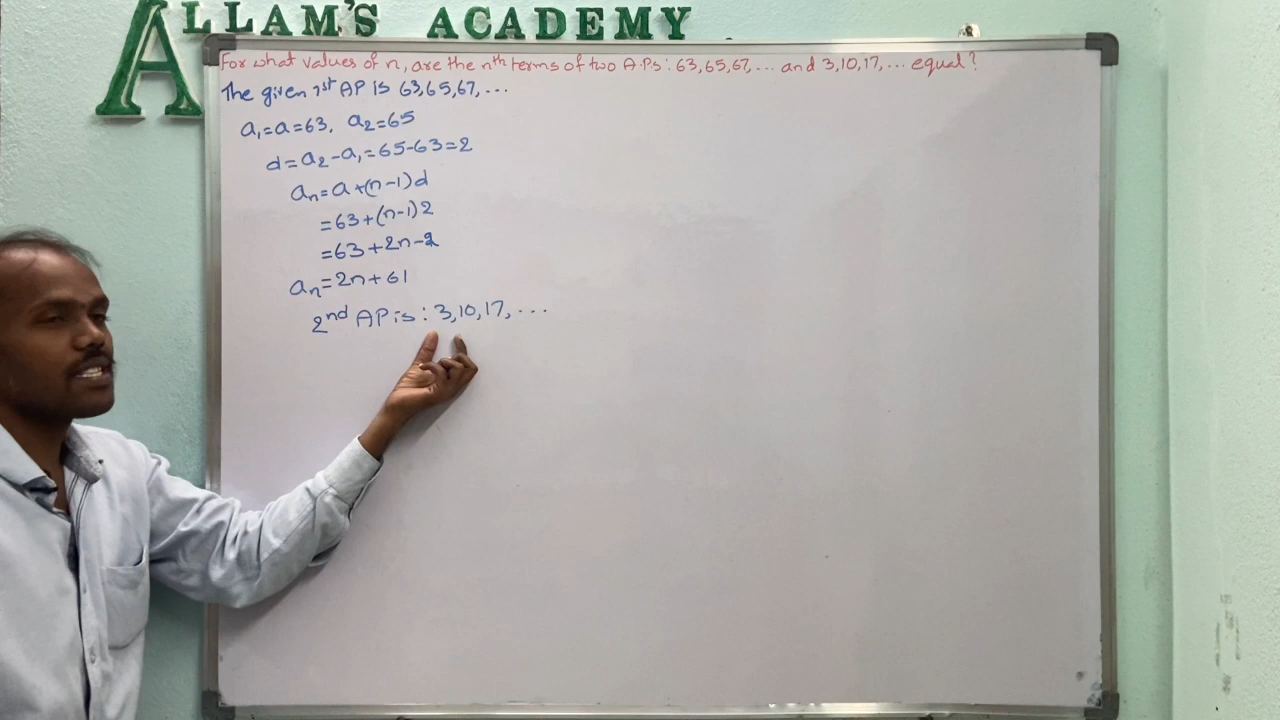 ALLAM'S ACADEMY
For what values of n, are the nth terms of two A.Ps: 63, 65, 67, ... and 3, 10, 17, ... equal?
The given 1st AP is 63, 65, 67, ...
a₁=a=63, a₂=65
d=a₂-a₁=65-63=2
aₙ=a+(n-1)d
=63+(n-1)2
=63+2n-2
aₙ=2n+61
2nd AP is: 3, 10, 17, ...